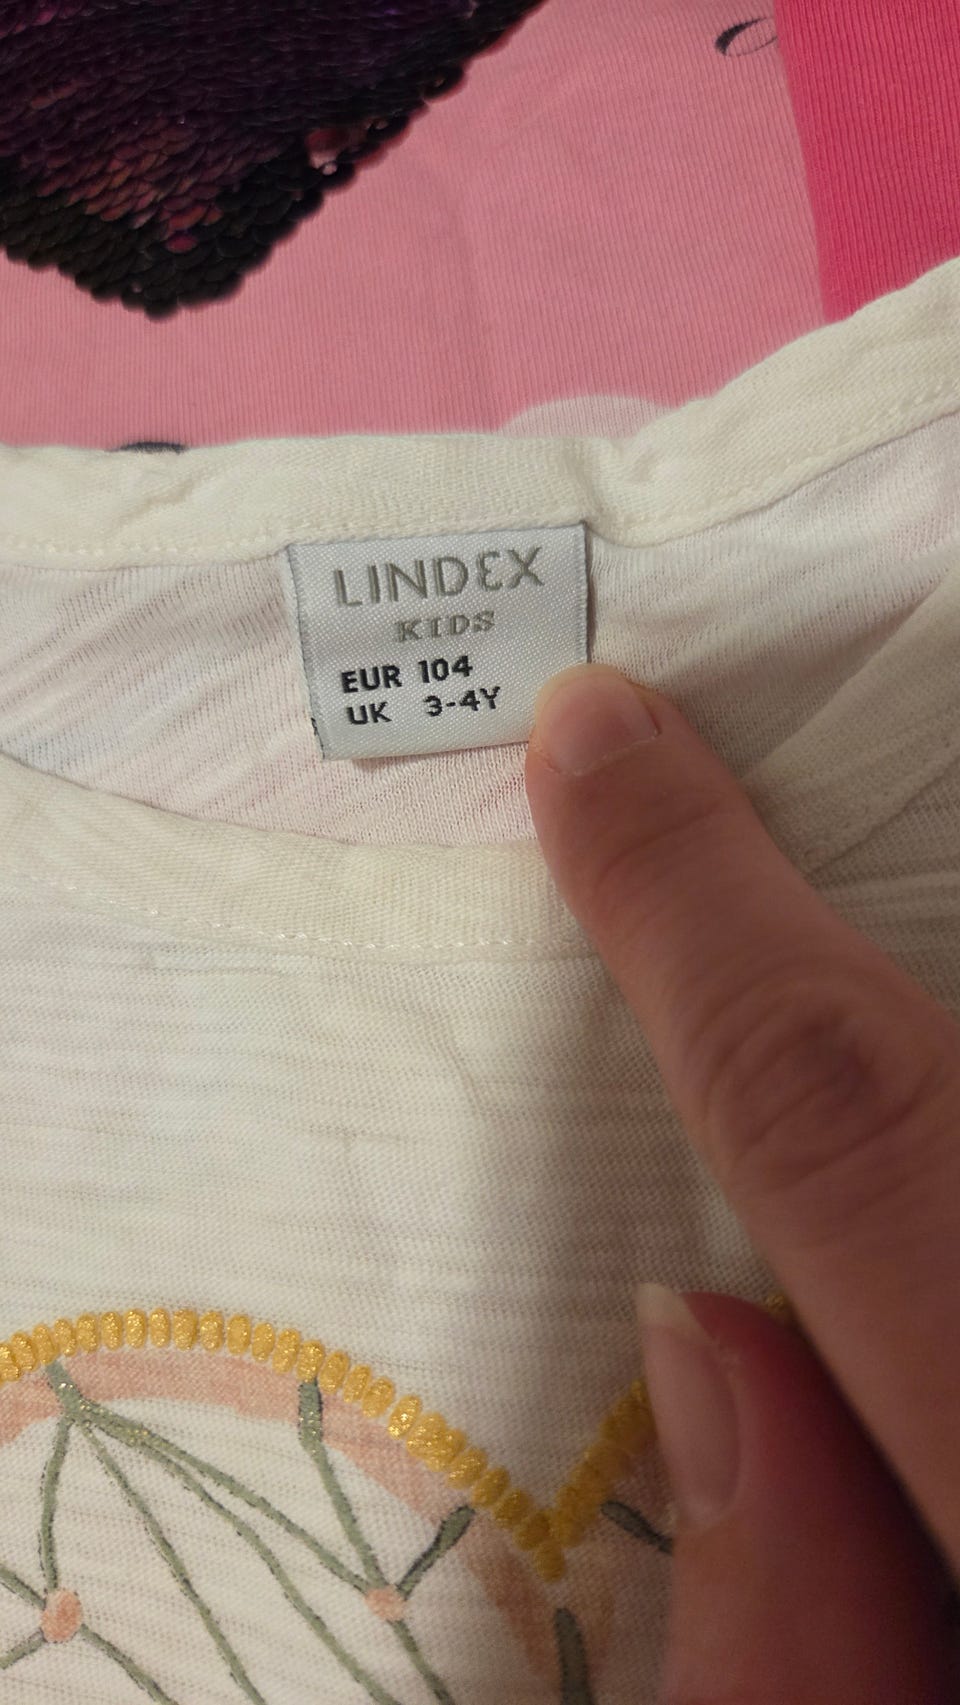 LINDEX
KIDS
EUR 104
UK 3-4Y